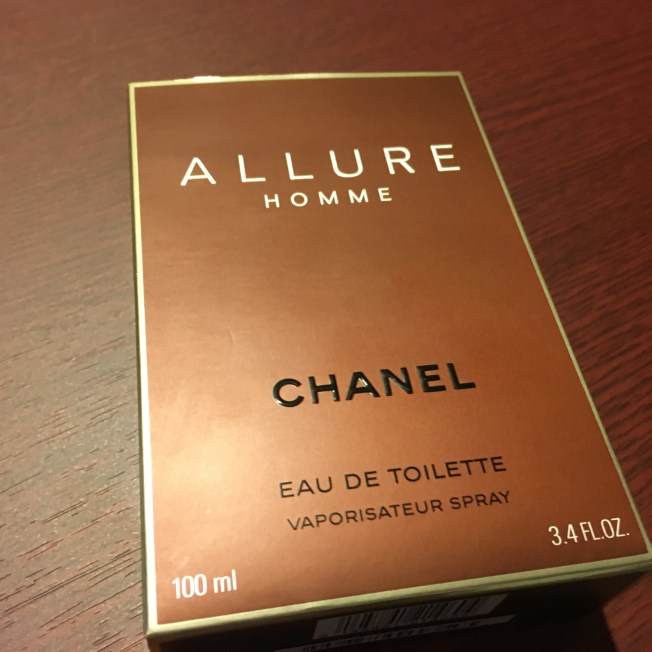 ALLURE
HOMME
CHANEL
EAU DE TOILETTE
VAPORISATEUR SPRAY
100 ml
3.4 FL.OZ.